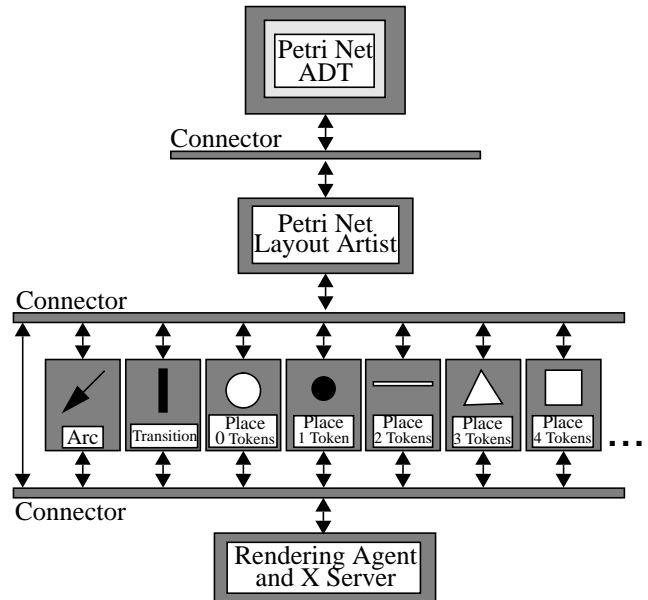 Petri Net
ADT
Connector
Petri Net
Layout Artist
Connector
Arc
Transition
Place
0 Tokens
Place
1 Token
Place
2 Tokens
Place
3 Tokens
Place
4 Tokens
...
Connector
Rendering Agent
and X Server